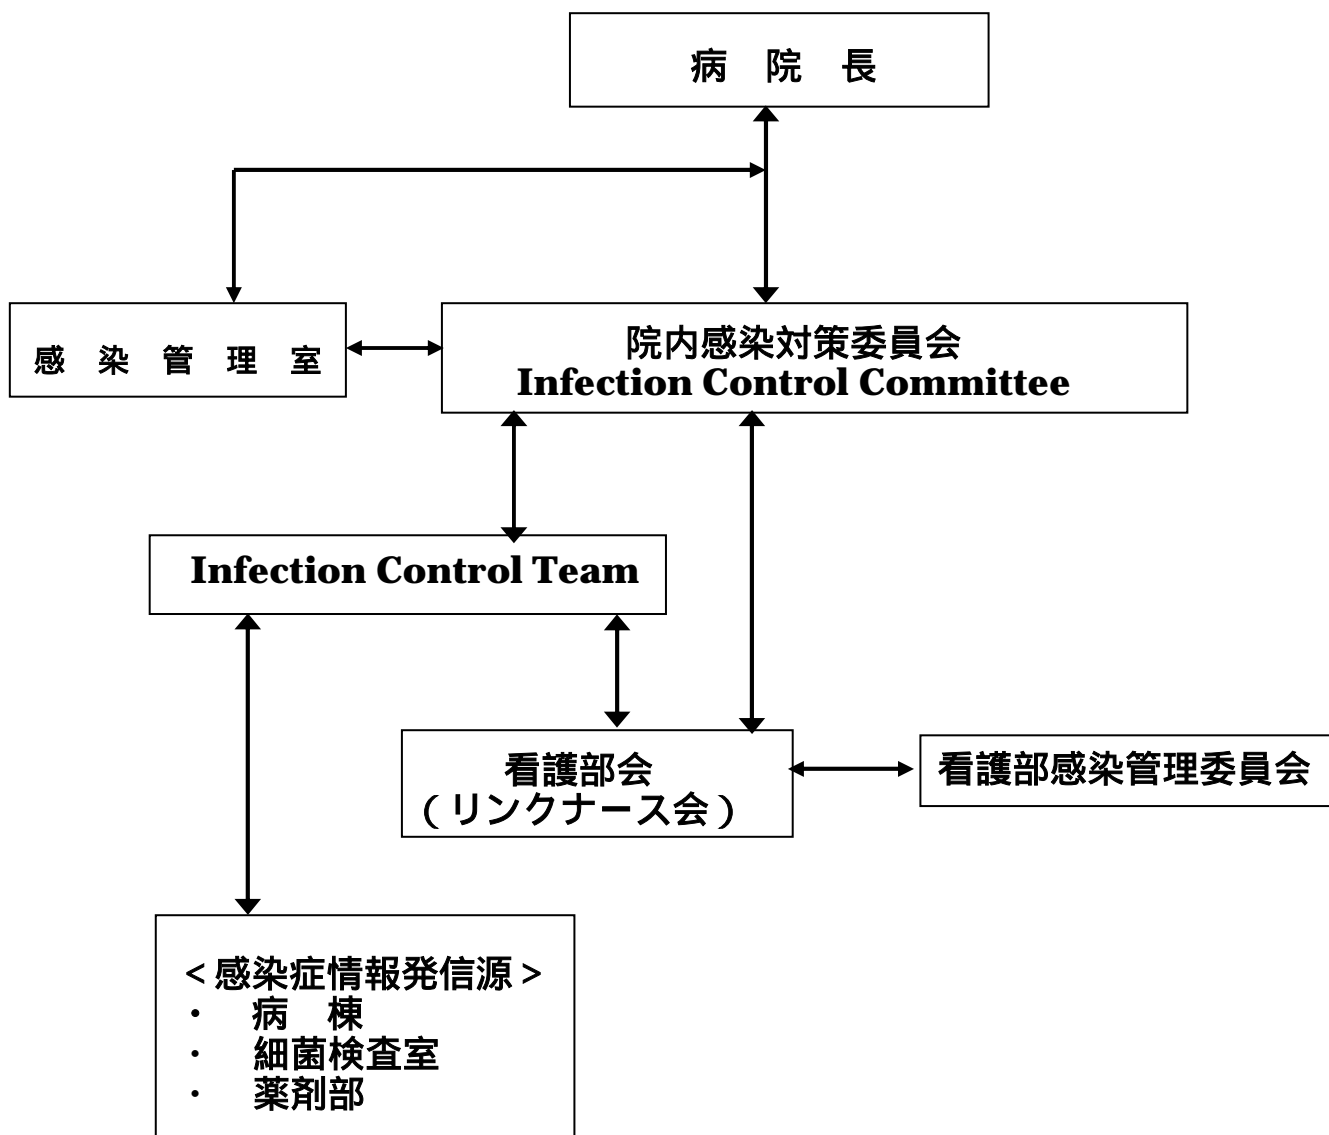 病　院　長
感　染　管　理　室
院内感染対策委員会
Infection Control Committee
Infection Control Team
看護部会
（リンクナース会）
看護部感染管理委員会
＜感染症情報発信源＞
・　病　棟
・　細菌検査室
・　薬剤部